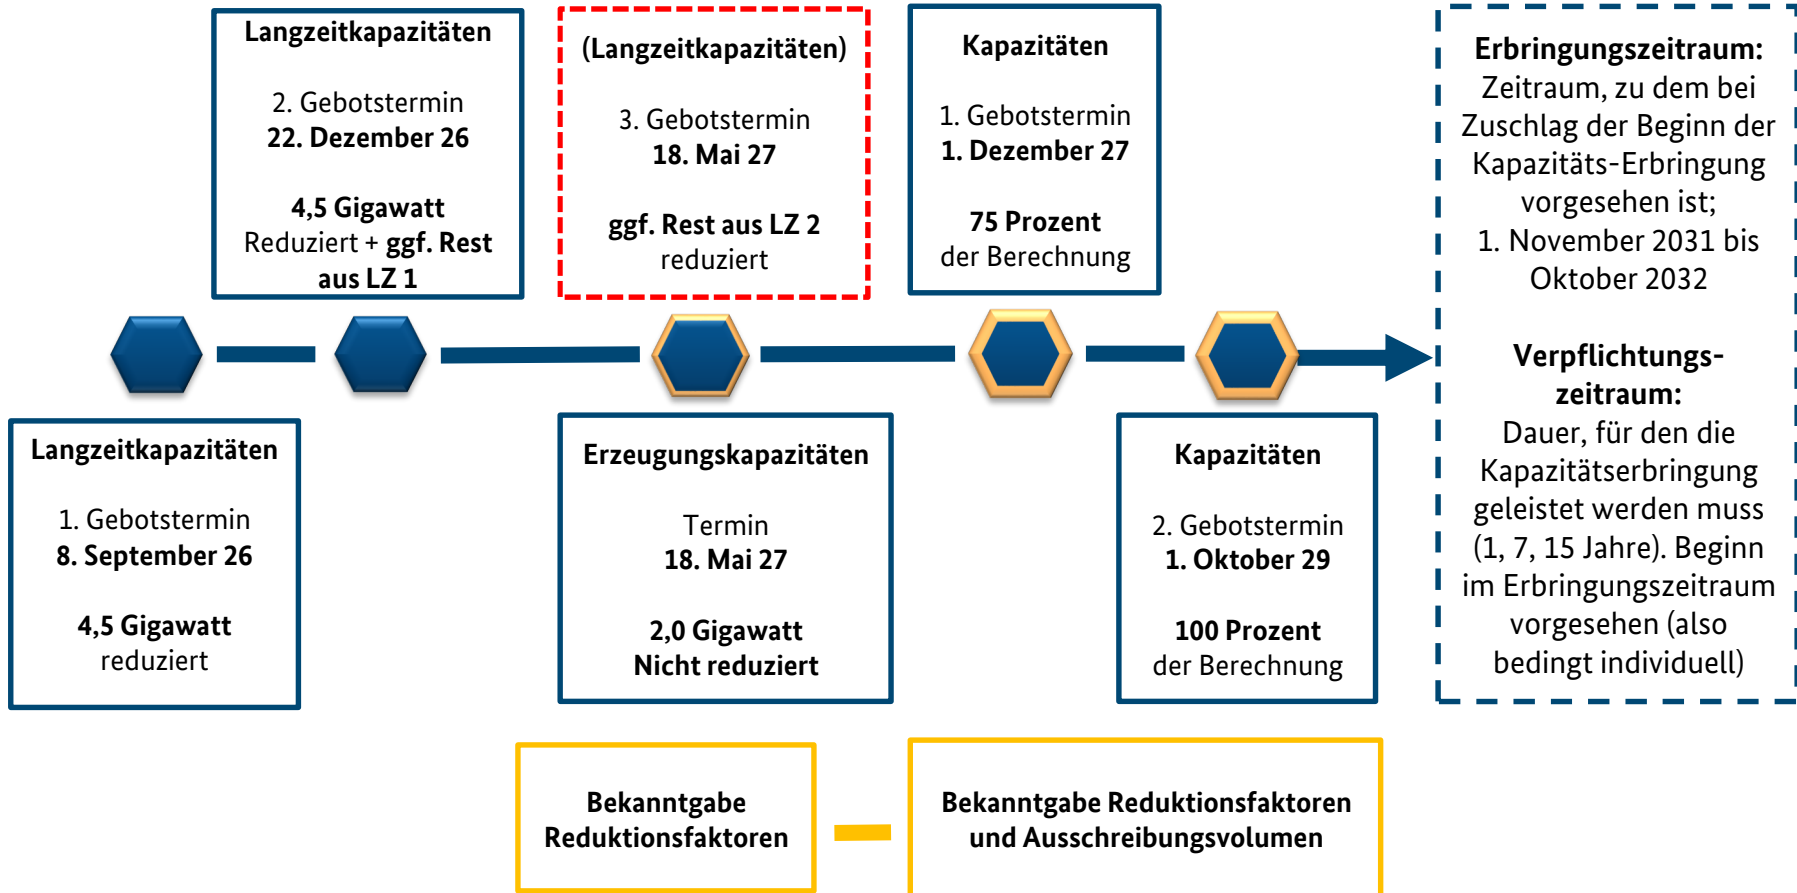 Langzeitkapazitäten
2. Gebotstermin
22. Dezember 26
4,5 Gigawatt
Reduziert + ggf. Rest
aus LZ 1
(Langzeitkapazitäten)
3. Gebotstermin
18. Mai 27
ggf. Rest aus LZ 2
reduziert
Kapazitäten
1. Gebotstermin
1. Dezember 27
75 Prozent
der Berechnung
Langzeitkapazitäten
1. Gebotstermin
8. September 26
4,5 Gigawatt
reduziert
Erzeugungskapazitäten
Termin
18. Mai 27
2,0 Gigawatt
Nicht reduziert
Kapazitäten
2. Gebotstermin
1. Oktober 29
100 Prozent
der Berechnung
Erbringungszeitraum:
Zeitraum, zu dem bei
Zuschlag der Beginn der
Kapazitäts-Erbringung
vorgesehen ist;
1. November 2031 bis
Oktober 2032
Verpflichtungs-
zeitraum:
Dauer, für den die
Kapazitätserbringung
geleistet werden muss
(1, 7, 15 Jahre). Beginn
im Erbringungszeitraum
vorgesehen (also
bedingt individuell)
Bekanntgabe
Reduktionsfaktoren
Bekanntgabe Reduktionsfaktoren
und Ausschreibungsvolumen